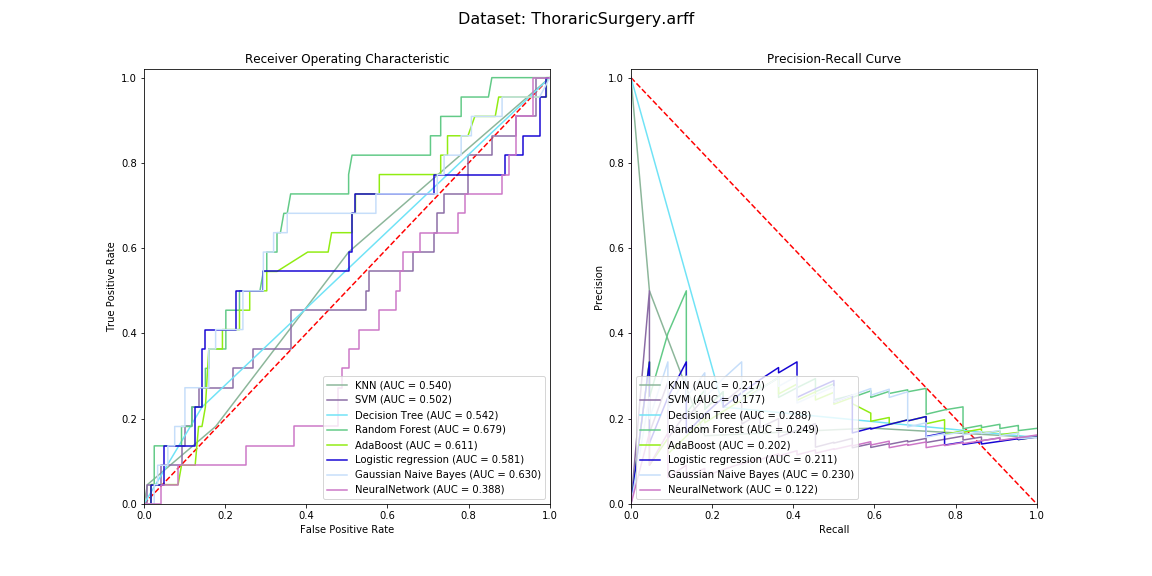 Dataset: ThoraricSurgery.arff
Receiver Operating Characteristic
1.0
0.8
0.6
0.4
0.2
0.0
True Positive Rate
0.0 0.2 0.4 0.6 0.8 1.0
False Positive Rate
KNN (AUC = 0.540)
SVM (AUC = 0.502)
Decision Tree (AUC = 0.542)
Random Forest (AUC = 0.679)
AdaBoost (AUC = 0.611)
Logistic regression (AUC = 0.581)
Gaussian Naive Bayes (AUC = 0.630)
NeuralNetwork (AUC = 0.388)
Precision-Recall Curve
1.0
0.8
0.6
0.4
0.2
0.0
Precision
0.0 0.2 0.4 0.6 0.8 1.0
Recall
KNN (AUC = 0.217)
SVM (AUC = 0.177)
Decision Tree (AUC = 0.288)
Random Forest (AUC = 0.249)
AdaBoost (AUC = 0.202)
Logistic regression (AUC = 0.211)
Gaussian Naive Bayes (AUC = 0.230)
NeuralNetwork (AUC = 0.122)